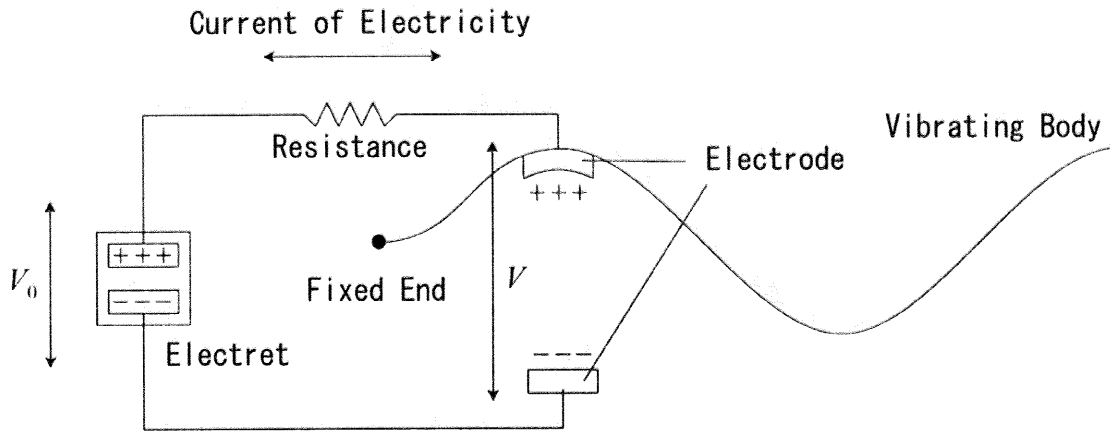 Current of Electricity
Resistance
Vibrating Body
Electrode
+ + +
V₀
+ + +
− − −
Fixed End
V
Electret
− − −